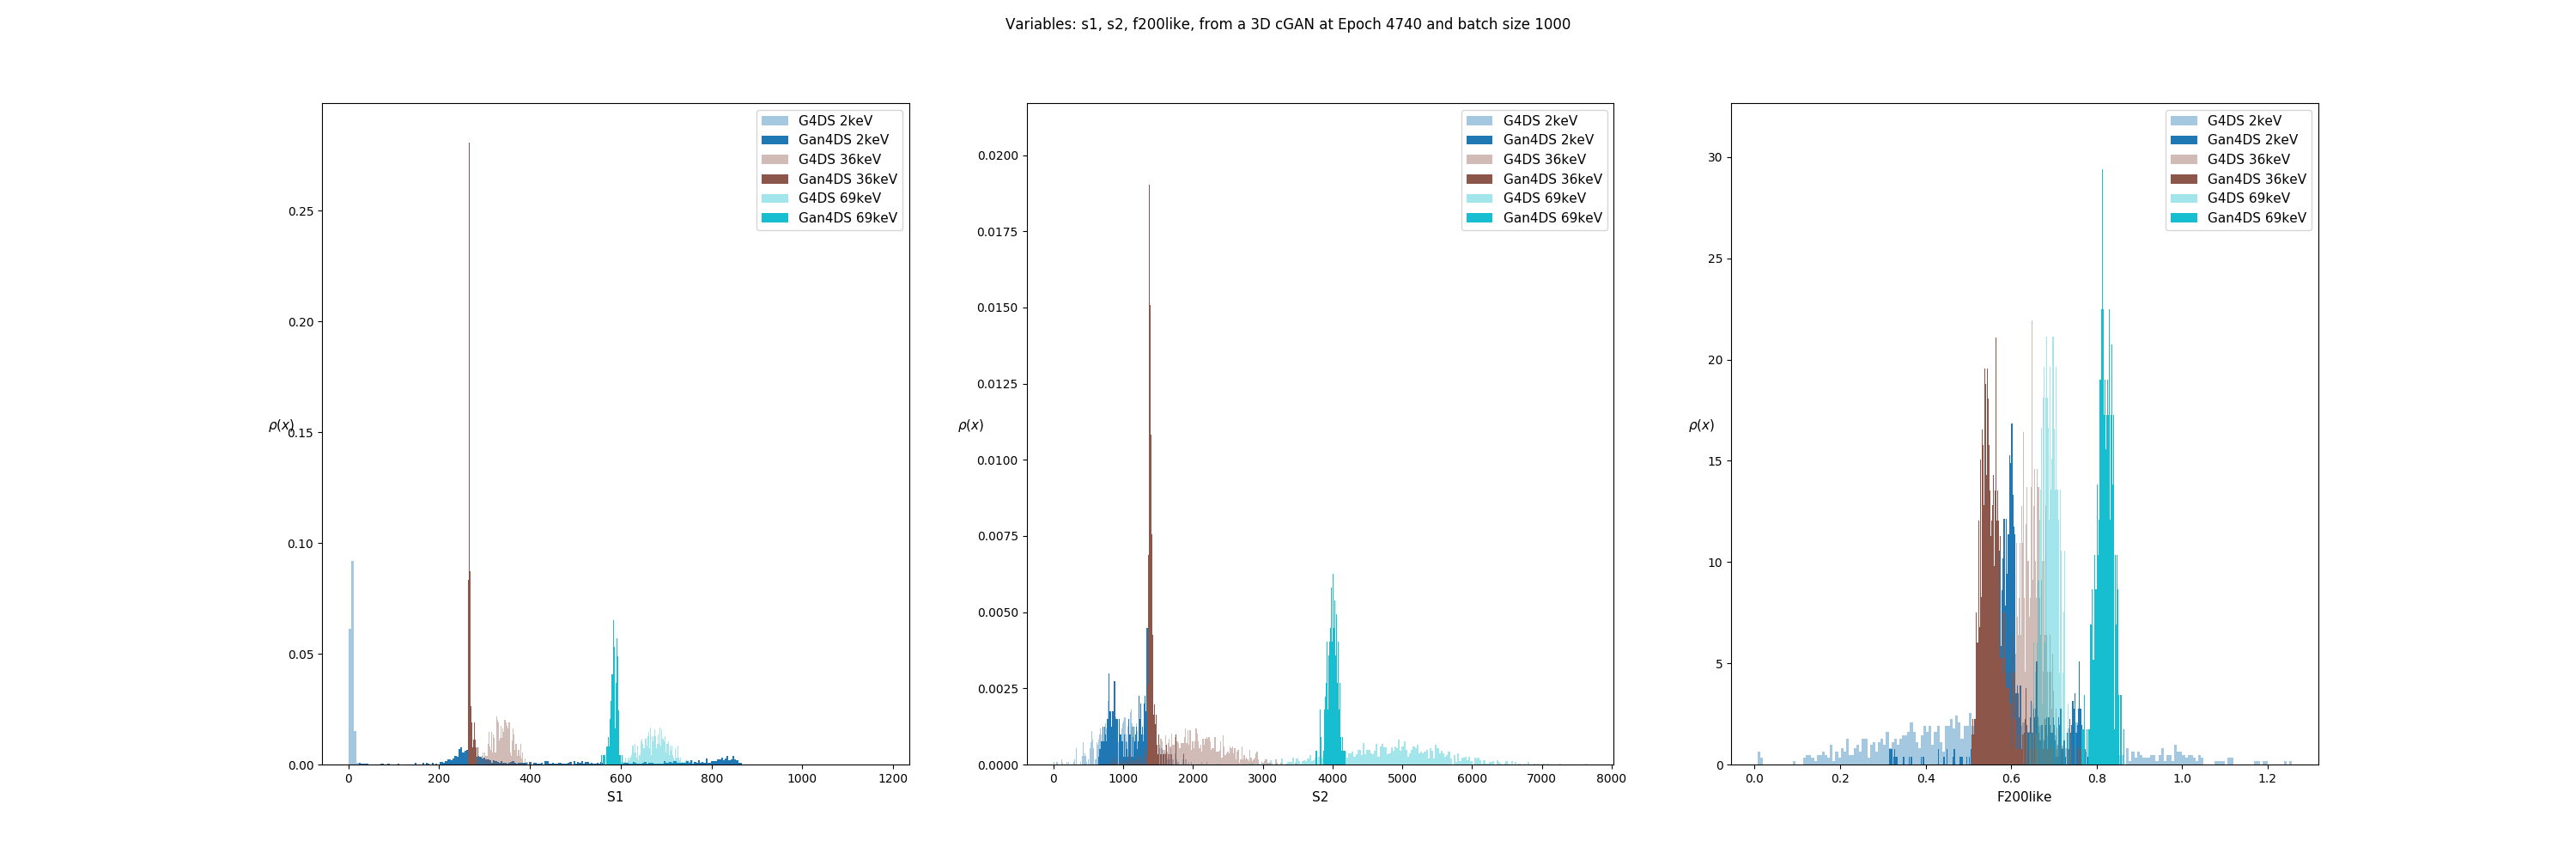 Variables: s1, s2, f200like, from a 3D cGAN at Epoch 4740 and batch size 1000
G4DS 2keV
Gan4DS 2keV
G4DS 36keV
Gan4DS 36keV
G4DS 69keV
Gan4DS 69keV
0.25
0.20
0.15
0.10
0.05
0.00
ρ(x)
0
200
400
600
800
1000
1200
S1
G4DS 2keV
Gan4DS 2keV
G4DS 36keV
Gan4DS 36keV
G4DS 69keV
Gan4DS 69keV
0.0200
0.0175
0.0150
0.0125
0.0100
0.0075
0.0050
0.0025
0.0000
ρ(x)
0
1000
2000
3000
4000
5000
6000
7000
8000
S2
G4DS 2keV
Gan4DS 2keV
G4DS 36keV
Gan4DS 36keV
G4DS 69keV
Gan4DS 69keV
30
25
20
15
10
5
0
ρ(x)
0.0
0.2
0.4
0.6
0.8
1.0
1.2
F200like